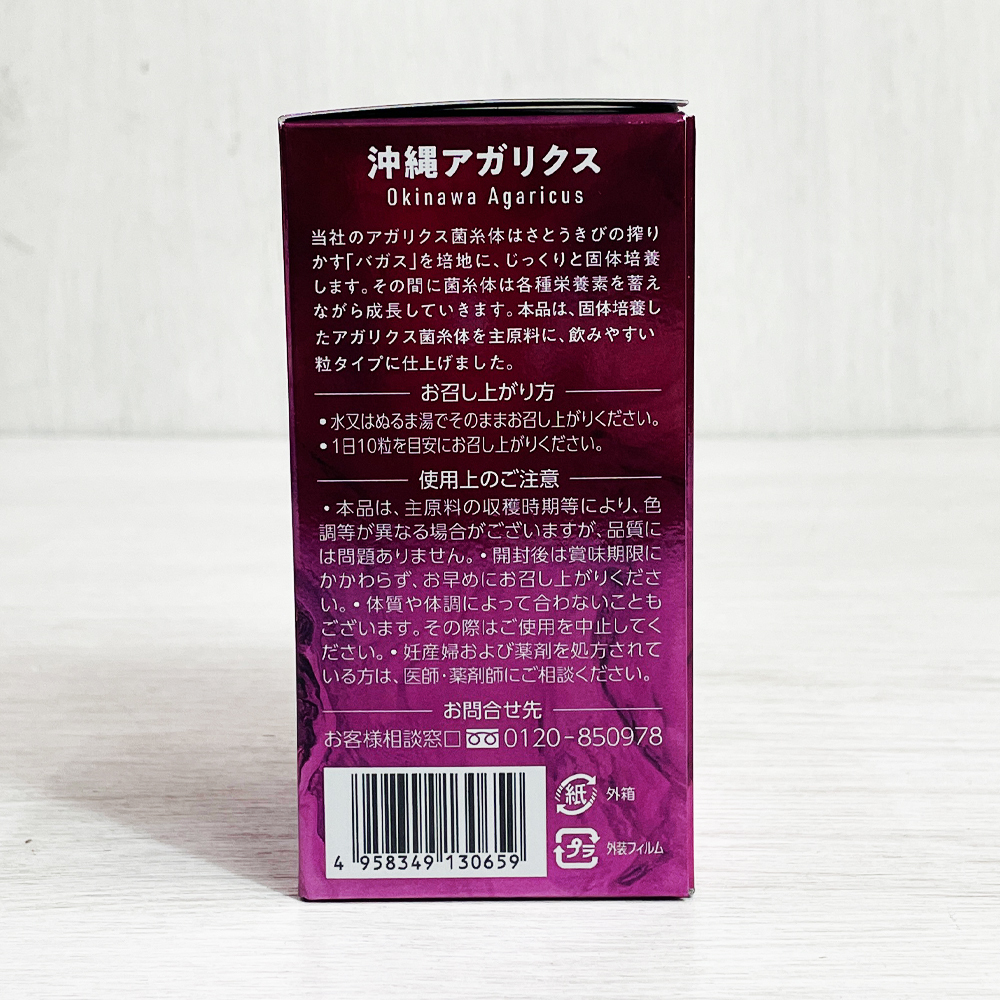 沖縄アガリクス
Okinawa Agaricus
当社のアガリクス菌糸体はさとうきびの搾り
かす「バガス」を培地に、じっくりと固体培養
します。その間に菌糸体は各種栄養素を蓄え
ながら成長していきます。本品は、固体培養し
たアガリクス菌糸体を主原料に、飲みやすい
粒タイプに仕上げました。
お召し上がり方
・水又はぬるま湯でそのままお召し上がりください。
・1日10粒を目安にお召し上がりください。
使用上のご注意
・本品は、主原料の収穫時期等により、色
調等が異なる場合がございますが、品質に
は問題ありません。・開封後は賞味期限に
かかわらず、お早めにお召し上がりくださ
い。・体質や体調によって合わないことも
ございます。その際はご使用を中止してく
ださい。・妊産婦および薬剤を処方されて
いる方は、医師・薬剤師にご相談ください。
お問合せ先
お客様相談窓口 0120-850978
紙 外箱
プラ 外装フィルム
4 958349 130659